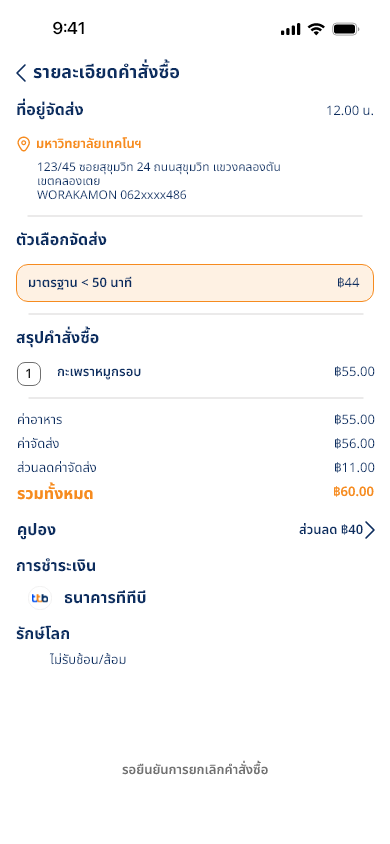 9:41
รายละเอียดคำสั่งซื้อ
ที่อยู่จัดส่ง 12.00 น.
มหาวิทยาลัยเทคโนฯ
123/45 ซอยสุขุมวิท 24 ถนนสุขุมวิท แขวงคลองตัน
เขตคลองเตย
WORAKAMON 062xxxx486
ตัวเลือกจัดส่ง
มาตรฐาน < 50 นาที ฿44
สรุปคำสั่งซื้อ
1 กะเพราหมูกรอบ ฿55.00
ค่าอาหาร ฿55.00
ค่าจัดส่ง ฿56.00
ส่วนลดค่าจัดส่ง ฿11.00
รวมทั้งหมด ฿60.00
คูปอง ส่วนลด ฿40
การชำระเงิน
ttb ธนาคารทีทีบี
รักษ์โลก
ไม่รับช้อน/ส้อม
รอยืนยันการยกเลิกคำสั่งซื้อ